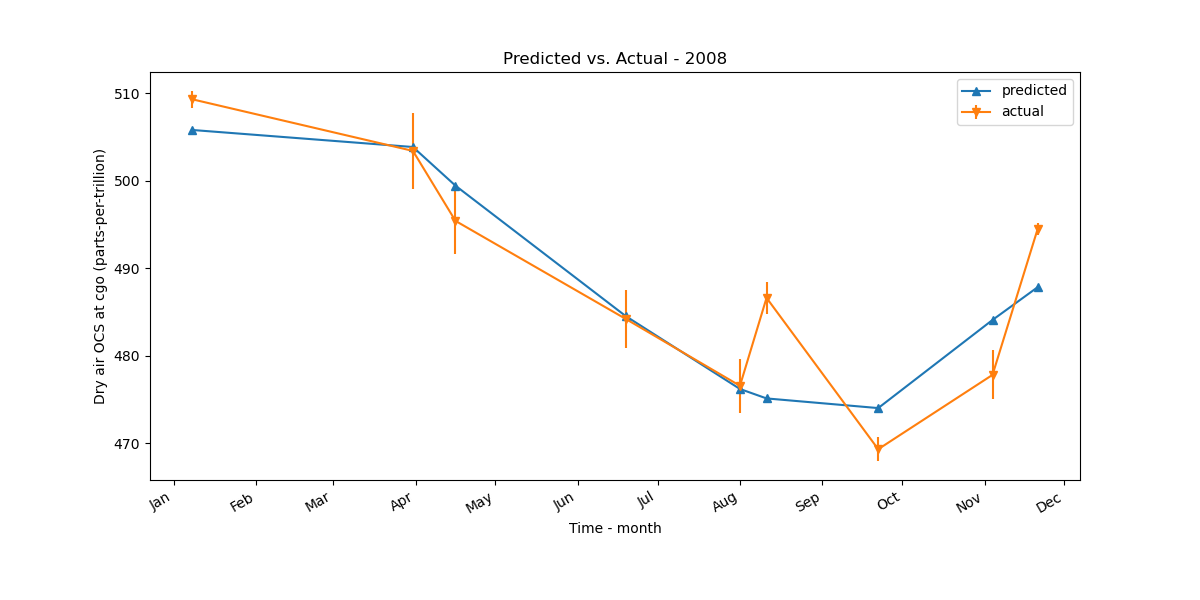 Predicted vs. Actual - 2008
predicted
actual
510
500
490
480
470
Dry air OCS at cgo (parts-per-trillion)
Jan
Feb
Mar
Apr
May
Jun
Jul
Aug
Sep
Oct
Nov
Dec
Time - month